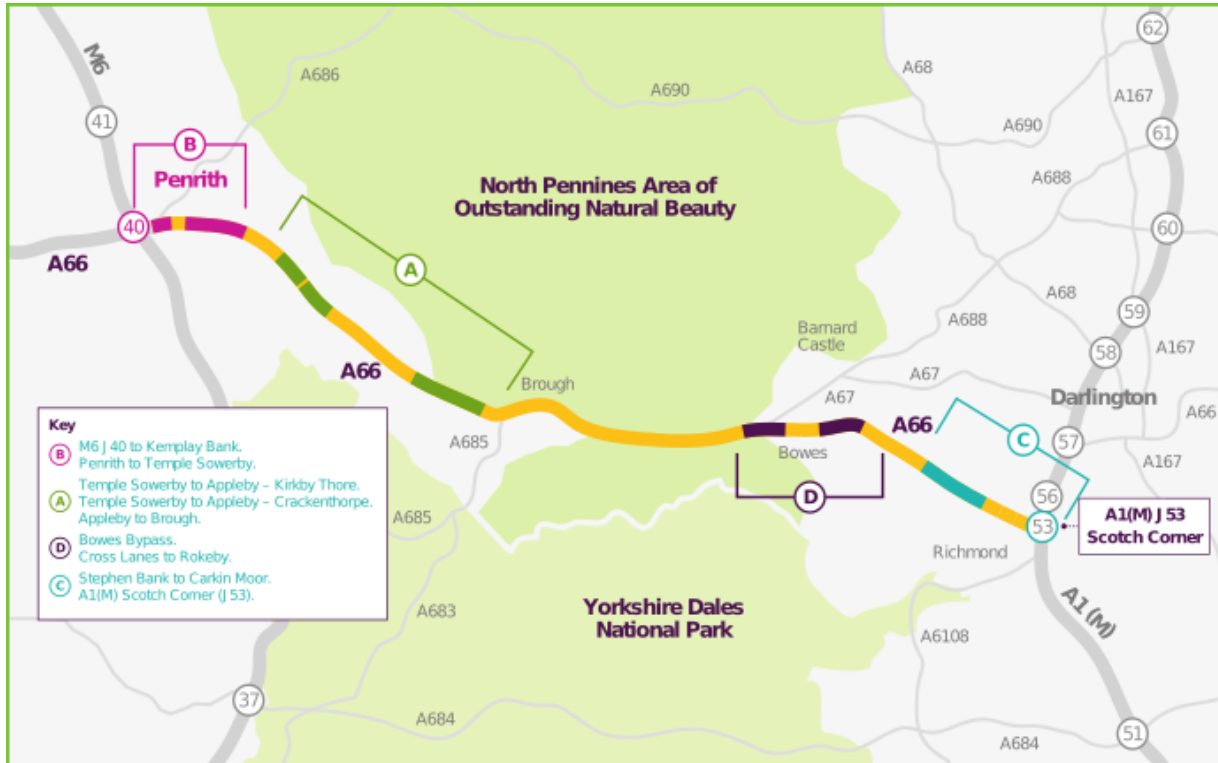 M6
A686
A68
62
A690
A167
41
A690
61
B
A688
Penrith
North Pennines Area of
Outstanding Natural Beauty
40
60
A66
A
A68
Barnard
Castle
A688
59
58
A167
A66
Brough
A67
A67
Darlington
A66
A66
Key
B
M6 J40 to Kemplay Bank.
Penrith to Temple Sowerby.
A
Temple Sowerby to Appleby – Kirkby Thore.
Temple Sowerby to Appleby – Crackenthorpe.
Appleby to Brough.
D
Bowes Bypass.
Cross Lanes to Rokeby.
C
Stephen Bank to Carkin Moor.
A1(M) Scotch Corner (J53).
A685
Bowes
C
57
A167
D
56
A685
53
A1(M) J53
Scotch Corner
Richmond
A683
Yorkshire Dales
National Park
A6108
A1 (M)
37
A684
A684
51